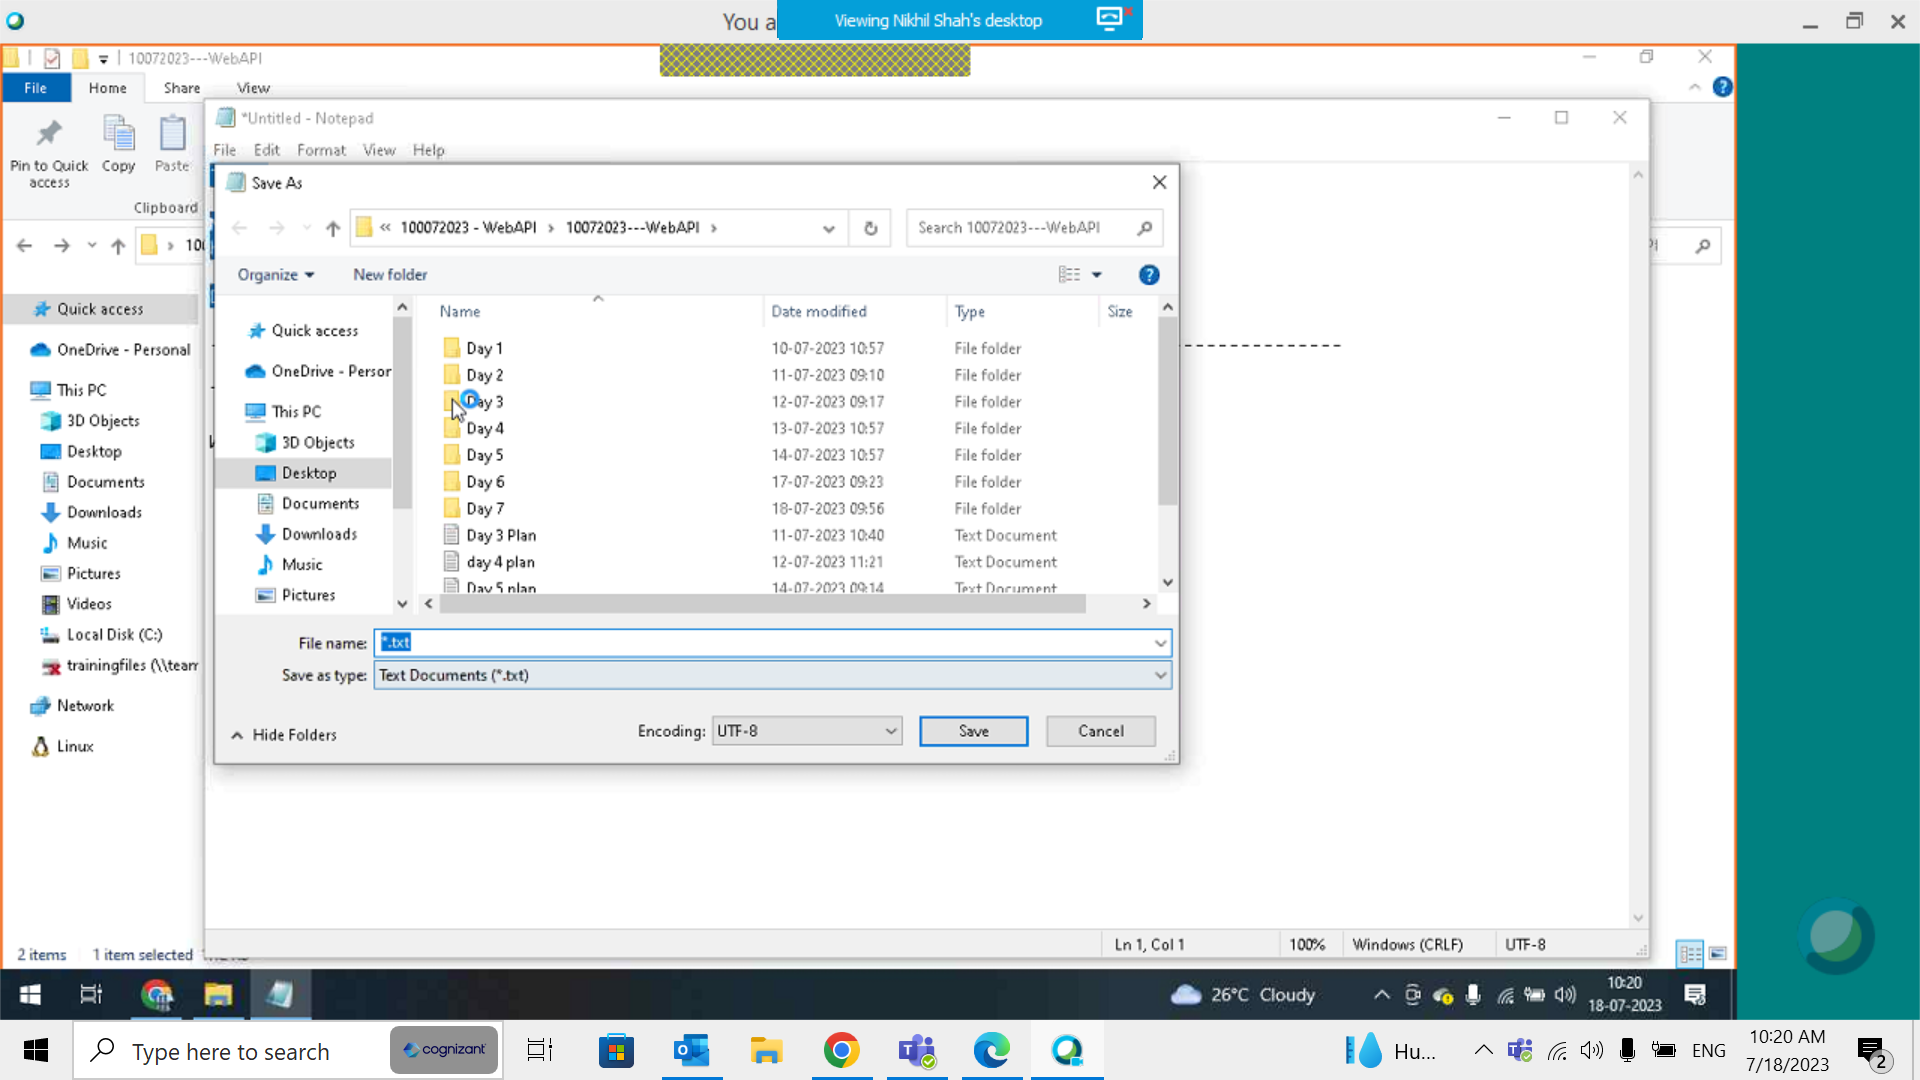 You a
Viewing Nikhil Shah's desktop
10072023---WebAPI
File Home Share View
*Untitled - Notepad
File Edit Format View Help
Pin to Quick access
Copy
Paste
Clipboard
Save As
« 100072023 - WebAPI › 10072023---WebAPI ›
Search 10072023---WebAPI
Organize
New folder
Name
Date modified
Type
Size
Day 1 10-07-2023 10:57 File folder
Day 2 11-07-2023 09:10 File folder
Day 3 12-07-2023 09:17 File folder
Day 4 13-07-2023 10:57 File folder
Day 5 14-07-2023 10:57 File folder
Day 6 17-07-2023 09:23 File folder
Day 7 18-07-2023 09:56 File folder
Day 3 Plan 11-07-2023 10:40 Text Document
day 4 plan 12-07-2023 11:21 Text Document
Day 5 plan 14-07-2023 09:14 Text Document
Quick access
OneDrive - Persor
This PC
3D Objects
Desktop
Documents
Downloads
Music
Pictures
File name: *.txt
Save as type: Text Documents (*.txt)
Hide Folders
Encoding: UTF-8
Save
Cancel
Quick access
OneDrive - Personal
This PC
3D Objects
Desktop
Documents
Downloads
Music
Pictures
Videos
Local Disk (C:)
trainingfiles (\\tean
Network
Linux
2 items 1 item selected
Ln 1, Col 1 100% Windows (CRLF) UTF-8
26°C Cloudy
10:20
18-07-2023
Type here to search
cognizant
Hu...
ENG
10:20 AM
7/18/2023
2